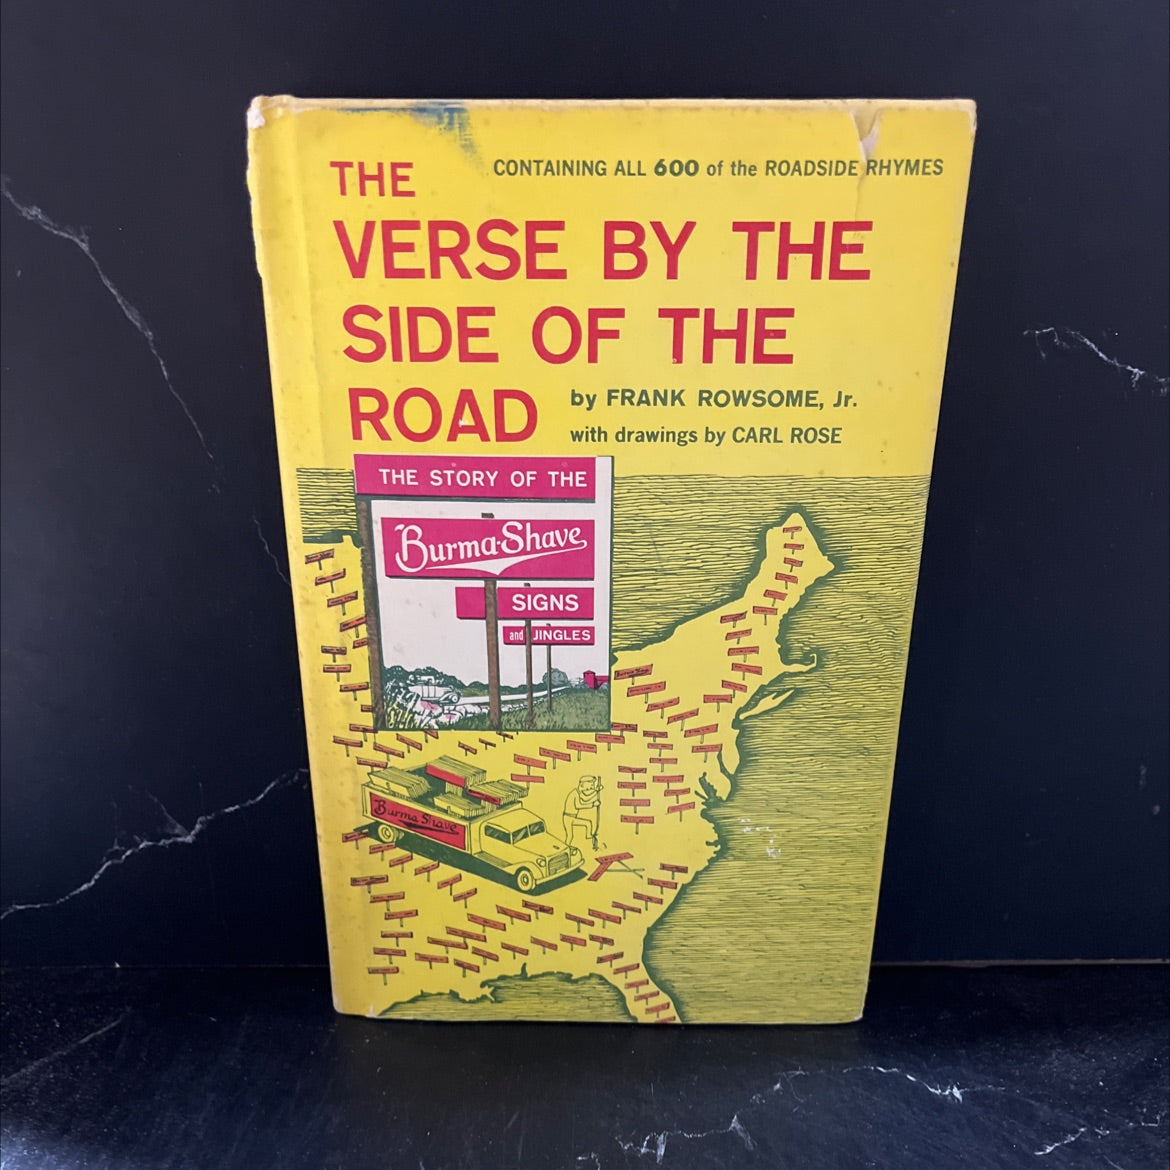 CONTAINING ALL 600 of the ROADSIDE RHYMES
THE
VERSE BY THE
SIDE OF THE
ROAD
by FRANK ROWSOME, Jr.
with drawings by CARL ROSE
THE STORY OF THE
Burma-Shave
SIGNS
and JINGLES
Burma Shave